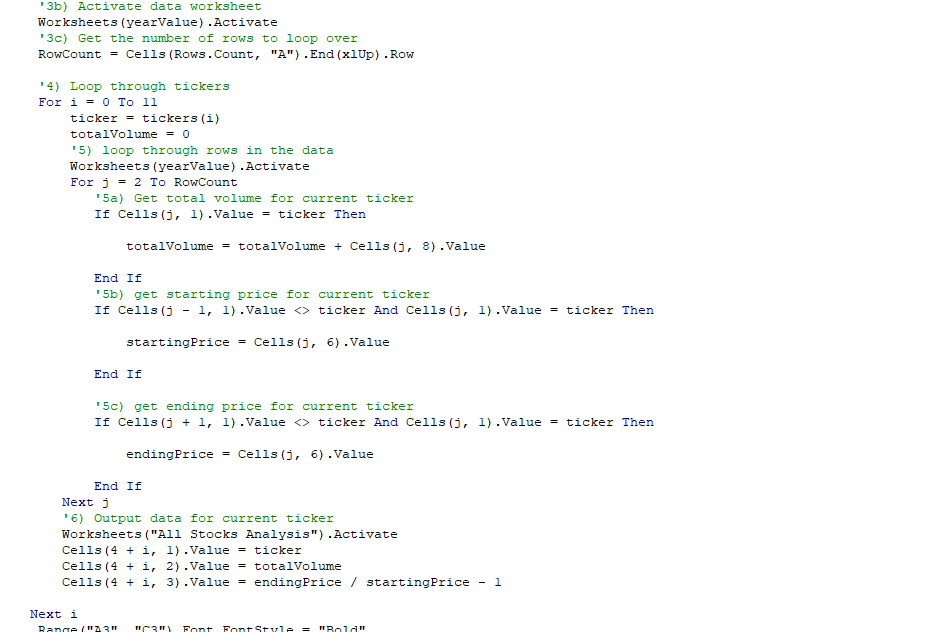 '3b) Activate data worksheet
Worksheets(yearValue).Activate
'3c) Get the number of rows to loop over
RowCount = Cells(Rows.Count, "A").End(xlUp).Row
'4) Loop through tickers
For i = 0 To 11
ticker = tickers(i)
totalVolume = 0
'5) loop through rows in the data
Worksheets(yearValue).Activate
For j = 2 To RowCount
'5a) Get total volume for current ticker
If Cells(j, 1).Value = ticker Then
totalVolume = totalVolume + Cells(j, 8).Value
End If
'5b) get starting price for current ticker
If Cells(j - 1, 1).Value <> ticker And Cells(j, 1).Value = ticker Then
startingPrice = Cells(j, 6).Value
End If
'5c) get ending price for current ticker
If Cells(j + 1, 1).Value <> ticker And Cells(j, 1).Value = ticker Then
endingPrice = Cells(j, 6).Value
End If
Next j
'6) Output data for current ticker
Worksheets("All Stocks Analysis").Activate
Cells(4 + i, 1).Value = ticker
Cells(4 + i, 2).Value = totalVolume
Cells(4 + i, 3).Value = endingPrice / startingPrice - 1
Next i
Range("A3", "C3").Font.FontStyle = "Bold"